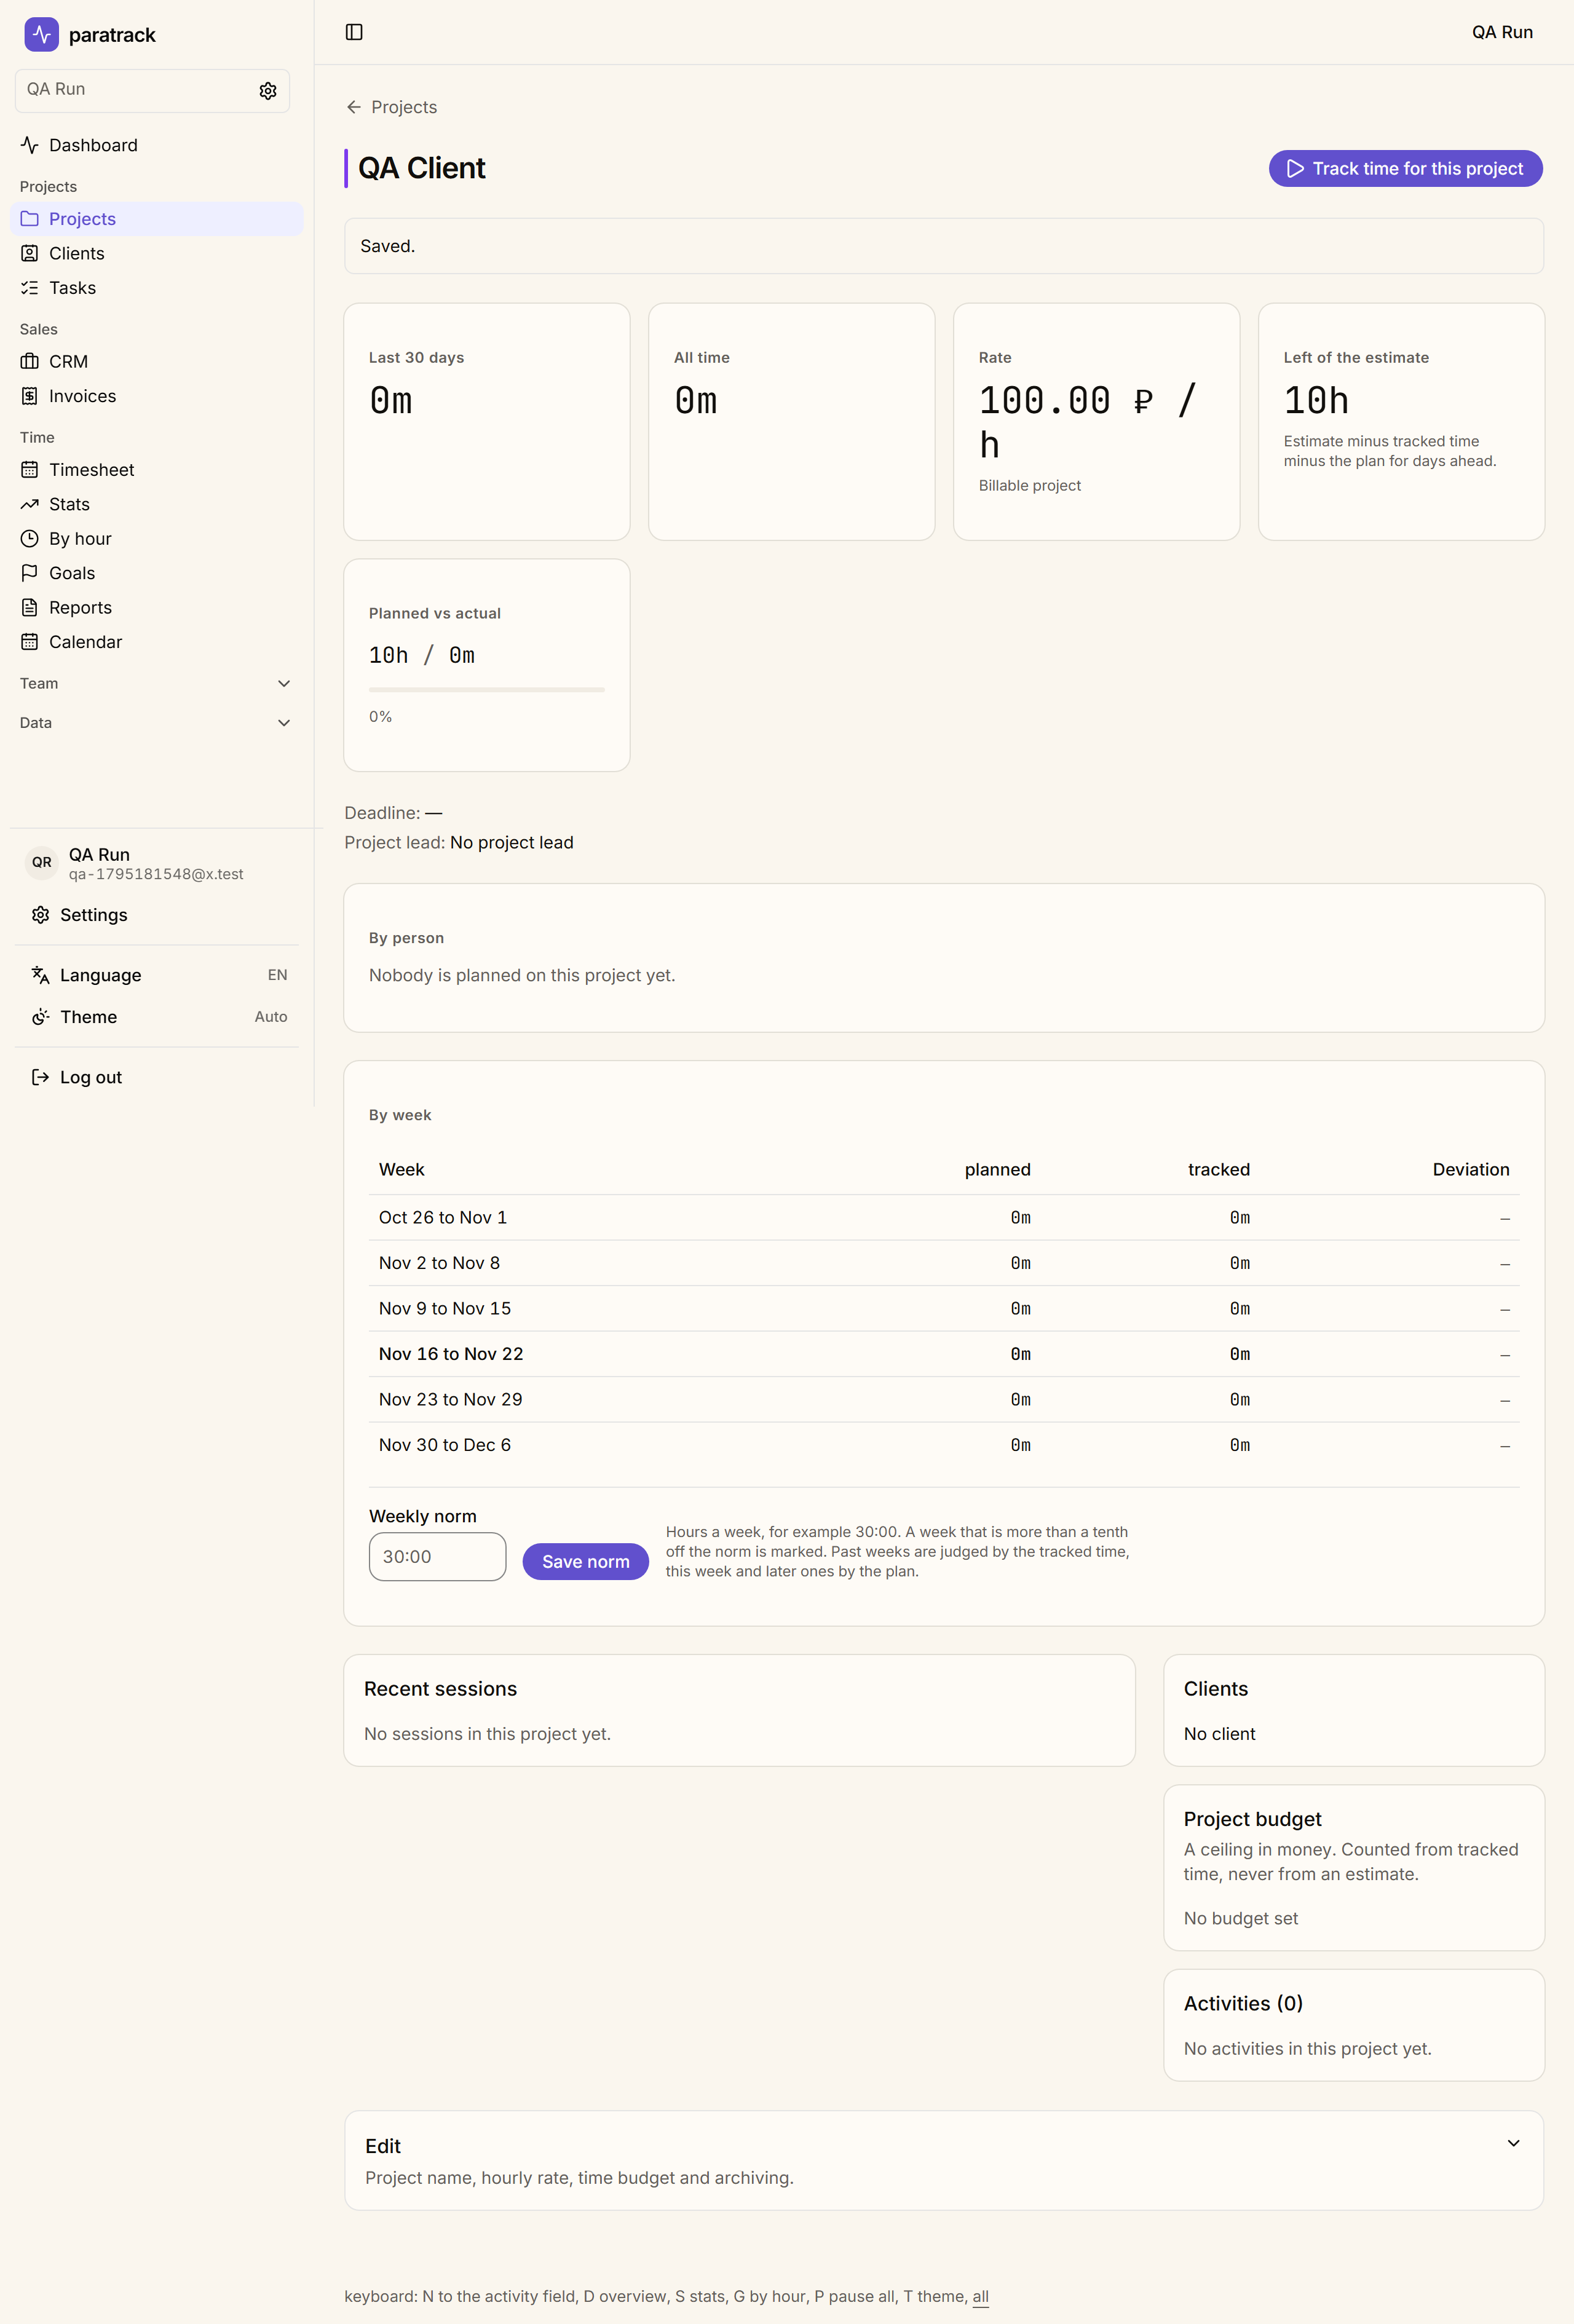 paratrack
QA Run
Dashboard
Projects
Projects
Clients
Tasks
Sales
CRM
Invoices
Time
Timesheet
Stats
By hour
Goals
Reports
Calendar
Team
Data
QR
QA Run
qa-1795181548@x.test
Settings
Language EN
Theme Auto
Log out
QA Run
Projects
QA Client
Track time for this project
Saved.
Last 30 days
0m
All time
0m
Rate
100.00 ₽ /
h
Billable project
Left of the estimate
10h
Estimate minus tracked time
minus the plan for days ahead.
Planned vs actual
10h / 0m
0%
Deadline: —
Project lead: No project lead
By person
Nobody is planned on this project yet.
By week
Week planned tracked Deviation
Oct 26 to Nov 1 0m 0m –
Nov 2 to Nov 8 0m 0m –
Nov 9 to Nov 15 0m 0m –
Nov 16 to Nov 22 0m 0m –
Nov 23 to Nov 29 0m 0m –
Nov 30 to Dec 6 0m 0m –
Weekly norm
30:00
Save norm
Hours a week, for example 30:00. A week that is more than a tenth
off the norm is marked. Past weeks are judged by the tracked time,
this week and later ones by the plan.
Recent sessions
No sessions in this project yet.
Clients
No client
Project budget
A ceiling in money. Counted from tracked
time, never from an estimate.
No budget set
Activities (0)
No activities in this project yet.
Edit
Project name, hourly rate, time budget and archiving.
keyboard: N to the activity field, D overview, S stats, G by hour, P pause all, T theme, all